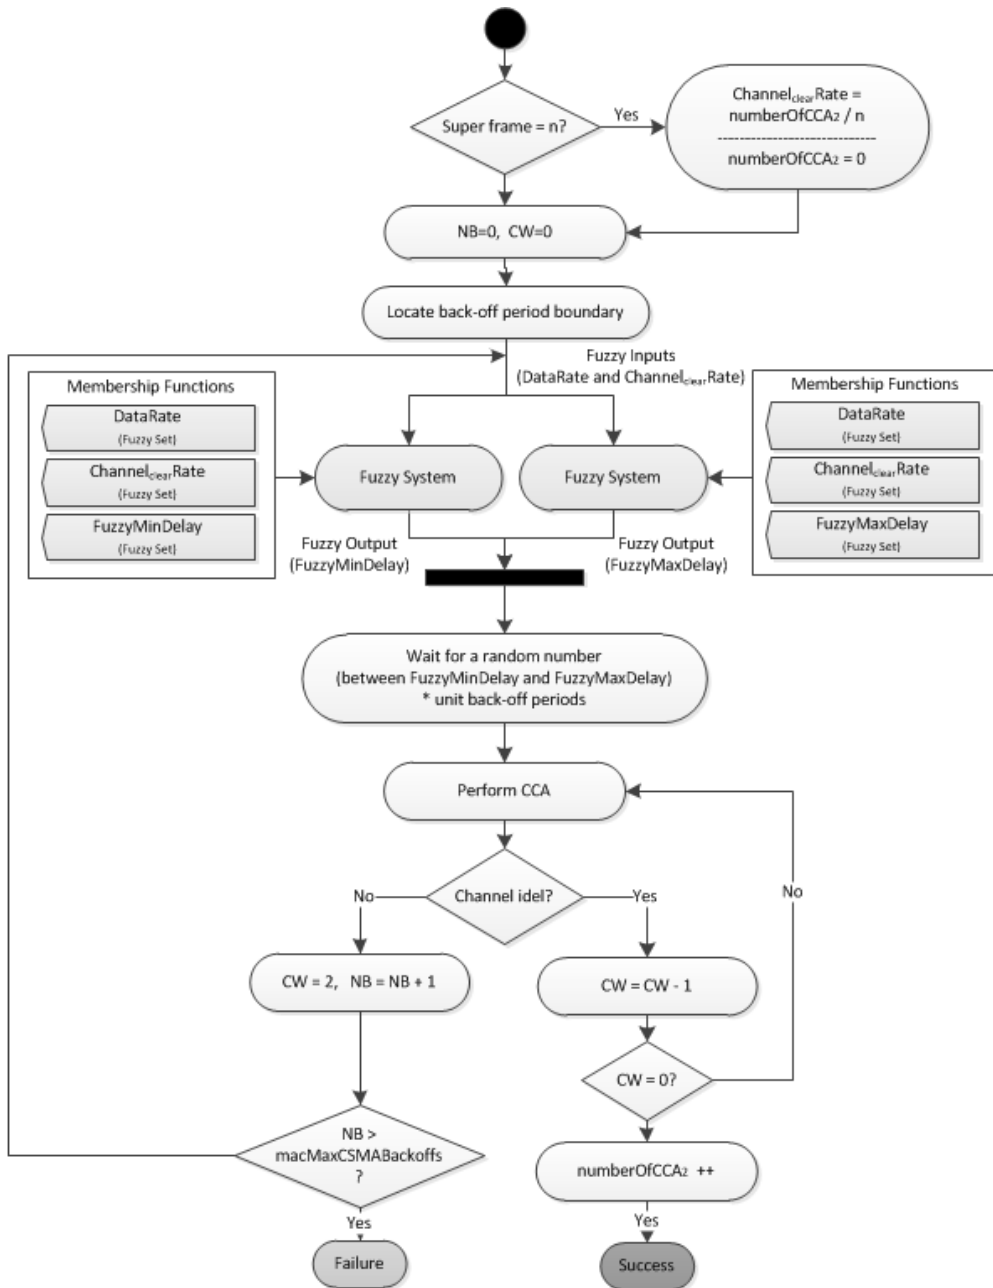 Super frame = n?
Yes
Channel_clear Rate =
numberOfCCA₂ / n
--------------------------------
numberOfCCA₂ = 0
NB=0, CW=0
Locate back-off period boundary
Fuzzy Inputs
(DataRate and Channel_clear Rate)
Membership Functions
DataRate
(Fuzzy Set)
Channel_clear Rate
(Fuzzy Set)
FuzzyMinDelay
(Fuzzy Set)
Fuzzy System
Fuzzy System
Membership Functions
DataRate
(Fuzzy Set)
Channel_clear Rate
(Fuzzy Set)
FuzzyMaxDelay
(Fuzzy Set)
Fuzzy Output
(FuzzyMinDelay)
Fuzzy Output
(FuzzyMaxDelay)
Wait for a random number
(between FuzzyMinDelay and FuzzyMaxDelay)
* unit back-off periods
Perform CCA
Channel idel?
No
Yes
No
CW = 2, NB = NB + 1
CW = CW - 1
CW = 0?
NB >
macMaxCSMABackoffs
?
numberOfCCA₂ ++
Yes
Yes
Failure
Success